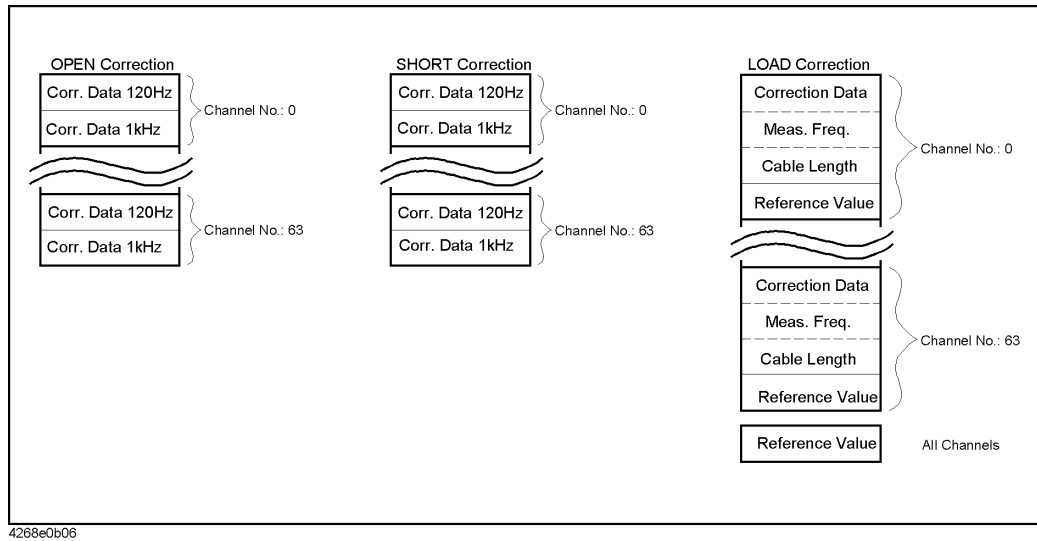 OPEN Correction
Corr. Data 120Hz
Corr. Data 1kHz
Channel No.: 0
Corr. Data 120Hz
Corr. Data 1kHz
Channel No.: 63
SHORT Correction
Corr. Data 120Hz
Corr. Data 1kHz
Channel No.: 0
Corr. Data 120Hz
Corr. Data 1kHz
Channel No.: 63
LOAD Correction
Correction Data
Meas. Freq.
Cable Length
Reference Value
Channel No.: 0
Correction Data
Meas. Freq.
Cable Length
Reference Value
Channel No.: 63
Reference Value
All Channels
4268e0b06